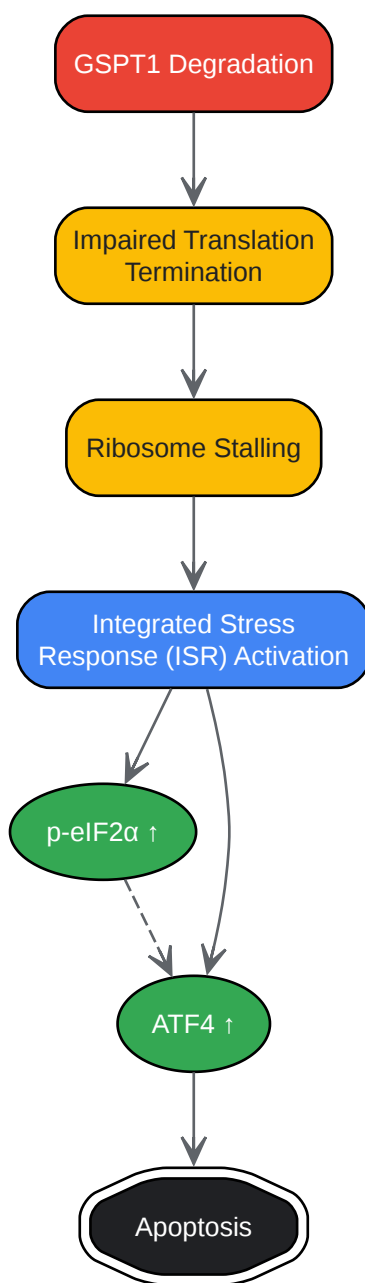 GSPT1 Degradation
Impaired Translation
Termination
Ribosome Stalling
Integrated Stress
Response (ISR) Activation
p-eIF2α ↑
ATF4 ↑
Apoptosis